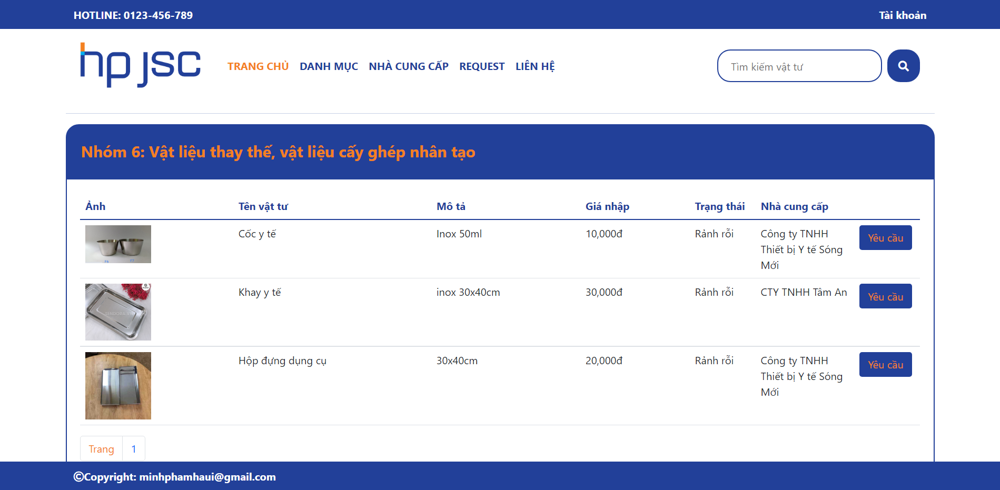 HOTLINE: 0123-456-789
Tài khoản
hp jsc
TRANG CHỦ DANH MỤC NHÀ CUNG CẤP REQUEST LIÊN HỆ
Tìm kiếm vật tư
Nhóm 6: Vật liệu thay thế, vật liệu cấy ghép nhân tạo
Ảnh Tên vật tư Mô tả Giá nhập Trạng thái Nhà cung cấp
F6 F7
Cốc y tế Inox 50ml 10,000đ Rảnh rỗi Công ty TNHH
Thiết bị Y tế Sóng
Mới
Yêu cầu
SENDORA.VN
Khay y tế inox 30x40cm 30,000đ Rảnh rỗi CTY TNHH Tâm An
Yêu cầu
Hộp đựng dụng cụ 30x40cm 20,000đ Rảnh rỗi Công ty TNHH
Thiết bị Y tế Sóng
Mới
Yêu cầu
Trang 1
©Copyright: minhphamhaui@gmail.com